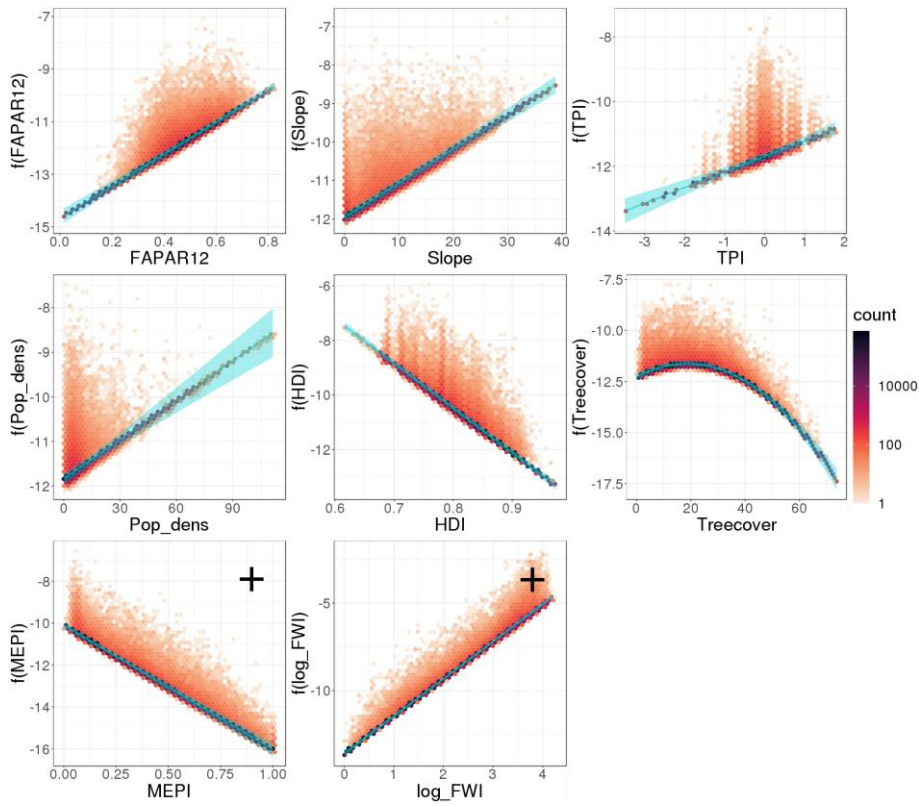 -7
-9
-11
-13
-15
f(FAPAR12)
0.0 0.2 0.4 0.6 0.8
FAPAR12
-8
-9
-10
-11
-12
f(Slope)
0 10 20 30 40
Slope
-8
-10
-12
-14
f(TPI)
-3 -2 -1 0 1 2
TPI
-8
-9
-10
-11
-12
f(Pop_dens)
0 30 60 90
Pop_dens
-6
-8
-10
-12
f(HDI)
0.6 0.7 0.8 0.9
HDI
-7.5
-10.0
-12.5
-15.0
-17.5
f(Treecover)
0 20 40 60
Treecover
count
10000
100
1
-8
-10
-12
-14
-16
f(MEPI)
0.00 0.25 0.50 0.75 1.00
MEPI
+
-5
-10
f(log_FWI)
0 1 2 3 4
log_FWI
+